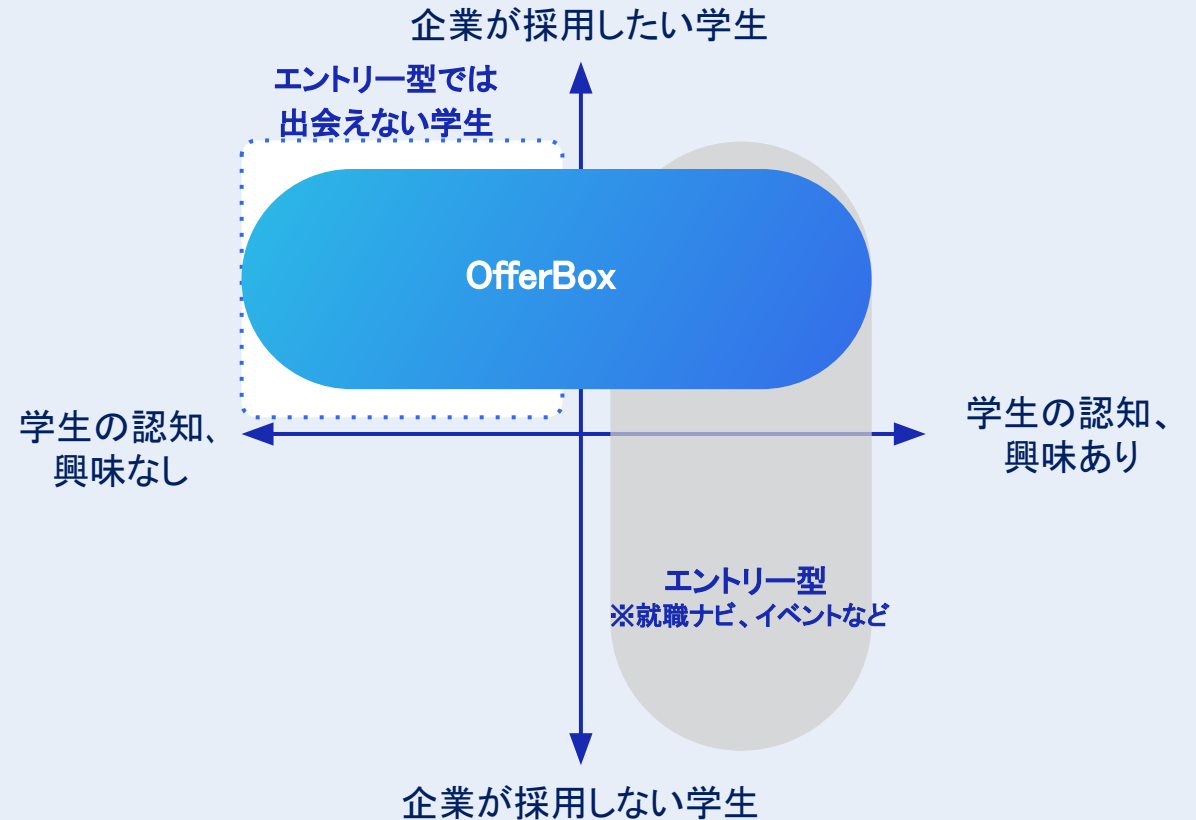 企業が採用したい学生
エントリー型では
出会えない学生
OfferBox
学生の認知、
興味なし
学生の認知、
興味あり
エントリー型
※就職ナビ、イベントなど
企業が採用しない学生